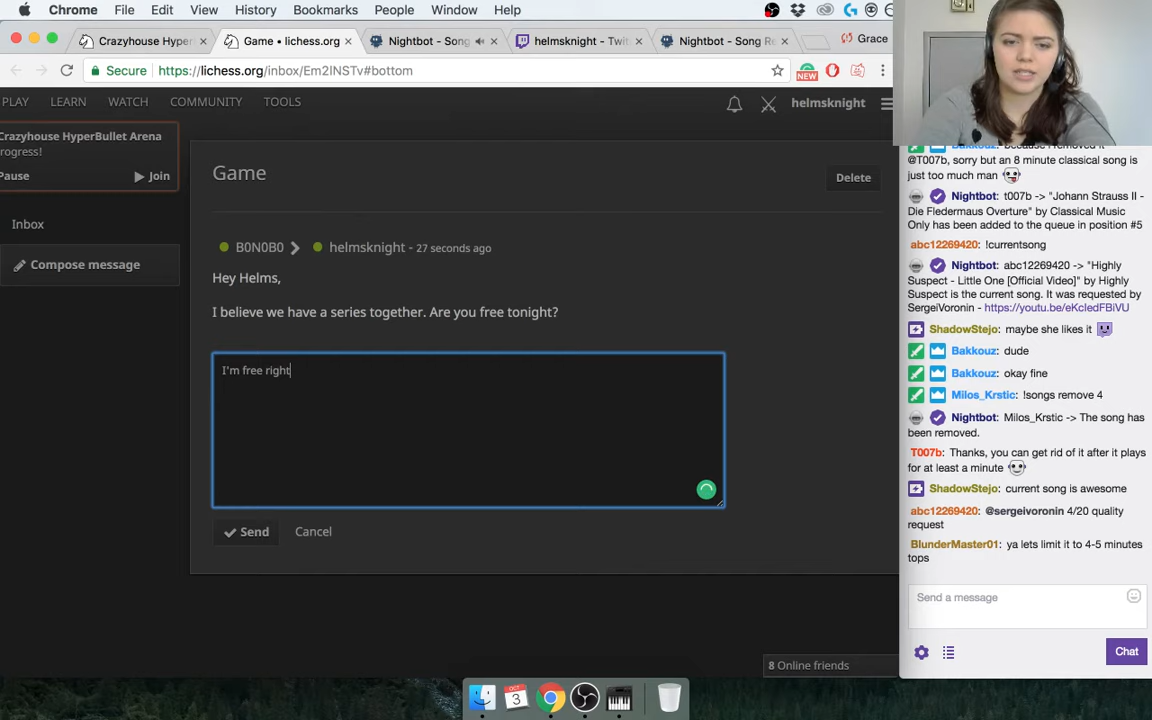 Chrome File Edit View History Bookmarks People Window Help
Crazyhouse Hyper × Game • lichess.org × Nightbot - Song × helmsknight - Twit × Nightbot - Song Re × Grace
Secure https://lichess.org/inbox/Em2INSTv#bottom
NEW
PLAY LEARN WATCH COMMUNITY TOOLS
helmsknight
Crazyhouse HyperBullet Arena
rogress!
Pause Join
Inbox
Compose message
Game
Delete
B0N0B0 helmsknight - 27 seconds ago
Hey Helms,
I believe we have a series together. Are you free tonight?
I'm free right
Send Cancel
8 Online friends
OCT
3
Bakkouz: because I removed it
@T007b, sorry but an 8 minute classical song is
just too much man
Nightbot: t007b -> "Johann Strauss II -
Die Fledermaus Overture" by Classical Music
Only has been added to the queue in position #5
abc12269420: !currentsong
Nightbot: abc12269420 -> "Highly
Suspect - Little One [Official Video]" by Highly
Suspect is the current song. It was requested by
SergeiVoronin - https://youtu.be/eKcledFBiVU
ShadowStejo: maybe she likes it
Bakkouz: dude
Bakkouz: okay fine
Milos_Krstic: !songs remove 4
Nightbot: Milos_Krstic -> The song has
been removed.
T007b: Thanks, you can get rid of it after it plays
for at least a minute
ShadowStejo: current song is awesome
abc12269420: @sergeivoronin 4/20 quality
request
BlunderMaster01: ya lets limit it to 4-5 minutes
tops
Send a message
Chat